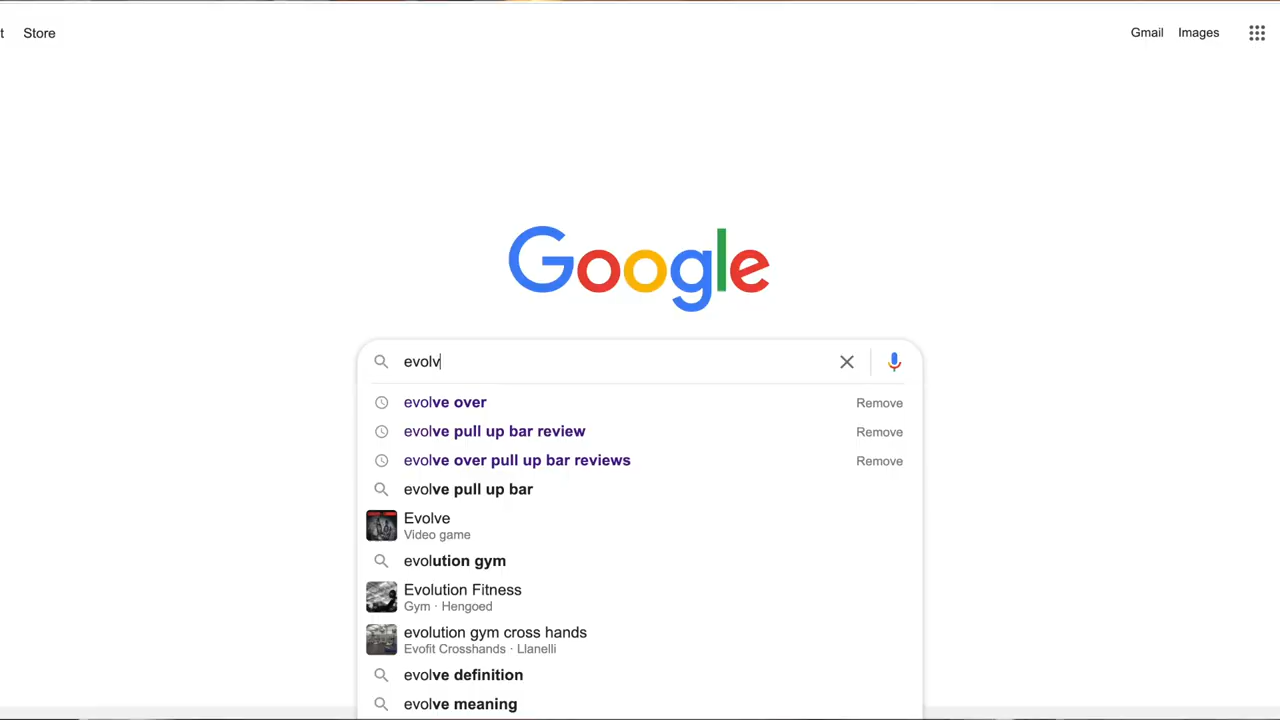 t Store Gmail Images
Google
evolv
evolve over Remove
evolve pull up bar review Remove
evolve over pull up bar reviews Remove
evolve pull up bar
Evolve
Video game
evolution gym
Evolution Fitness
Gym · Hengoed
evolution gym cross hands
Evofit Crosshands · Llanelli
evolve definition
evolve meaning